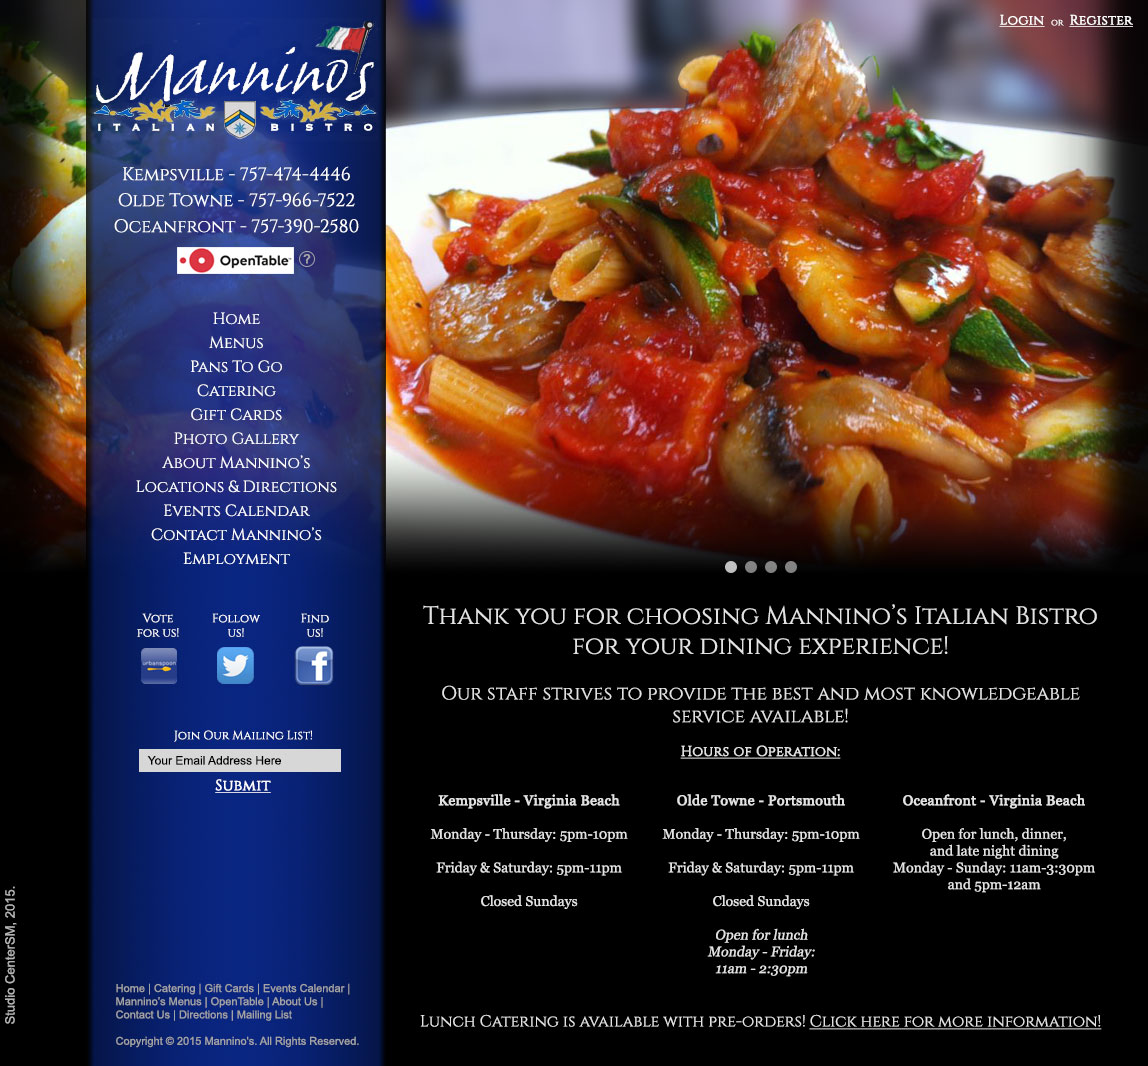 Login or Register
Mannino's
ITALIAN BISTRO
Kempsville - 757-474-4446
Olde Towne - 757-966-7522
Oceanfront - 757-390-2580
OpenTable ?
Home
Menus
Pans To Go
Catering
Gift Cards
Photo Gallery
About Mannino's
Locations & Directions
Events Calendar
Contact Mannino's
Employment
Vote
for us!
Follow
us!
Find
us!
urbanspoon
f
Join Our Mailing List!
Your Email Address Here
Submit
Thank you for choosing Mannino's Italian Bistro
for your dining experience!
Our staff strives to provide the best and most knowledgeable
service available!
Hours of Operation:
Kempsville - Virginia Beach
Monday - Thursday: 5pm-10pm
Friday & Saturday: 5pm-11pm
Closed Sundays
Olde Towne - Portsmouth
Monday - Thursday: 5pm-10pm
Friday & Saturday: 5pm-11pm
Closed Sundays
Open for lunch
Monday - Friday:
11am - 2:30pm
Oceanfront - Virginia Beach
Open for lunch, dinner,
and late night dining
Monday - Sunday: 11am-3:30pm
and 5pm-12am
Lunch Catering is available with pre-orders! Click here for more information!
Home | Catering | Gift Cards | Events Calendar |
Mannino's Menus | OpenTable | About Us |
Contact Us | Directions | Mailing List
Copyright © 2015 Mannino's. All Rights Reserved.
Studio CenterSM, 2015.